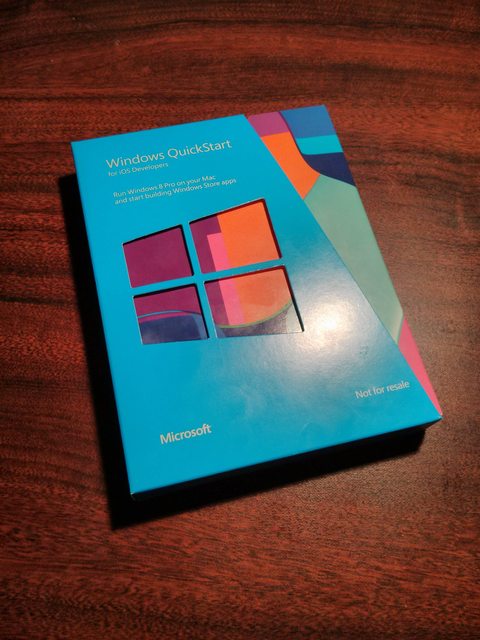 Windows QuickStart
for iOS Developers
Run Windows 8 Pro on your Mac
and start building Windows Store apps
Not for resale
Microsoft